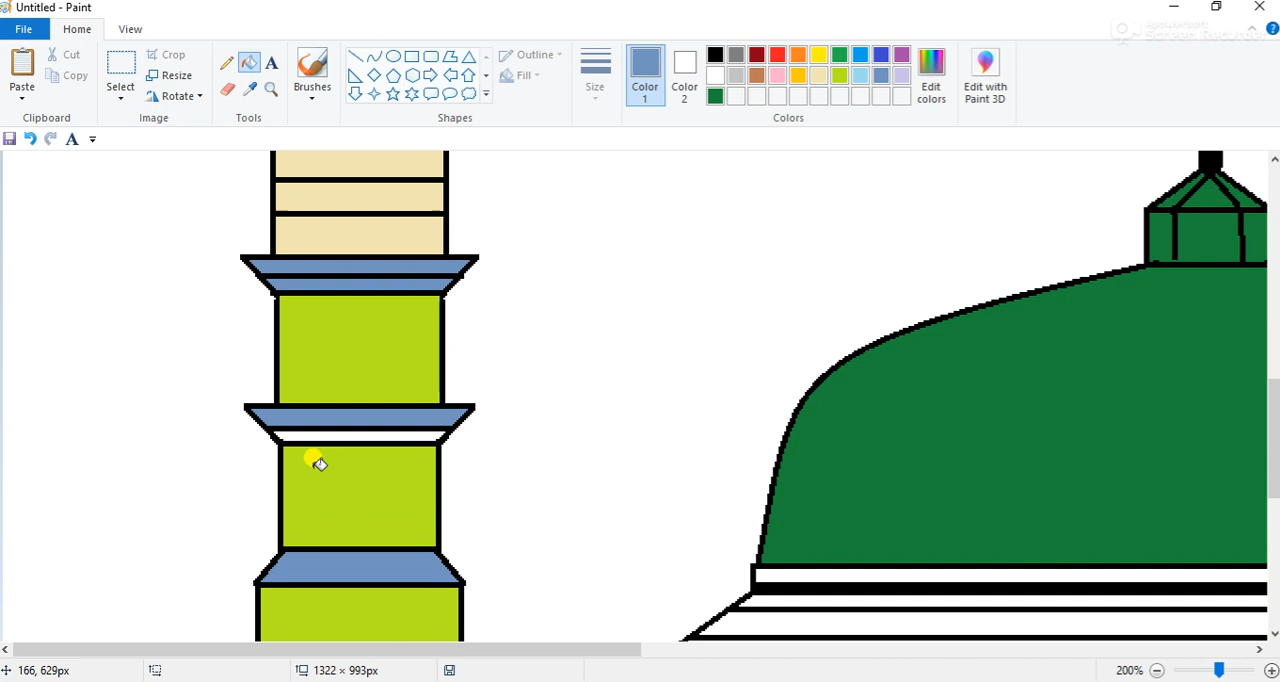 Untitled - Paint
File Home View
Paste Cut Copy Select Crop Resize Rotate A Brushes Outline Fill Size Color 1 Color 2 Edit colors Edit with Paint 3D
Clipboard Image Tools Shapes Colors
A
166, 629px 1322 × 993px 200%